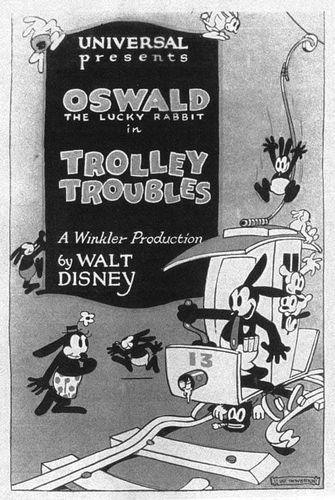 UNIVERSAL
presents
OSWALD
THE LUCKY RABBIT
in
TROLLEY
TROUBLES
A Winkler Production
by WALT
DISNEY
13